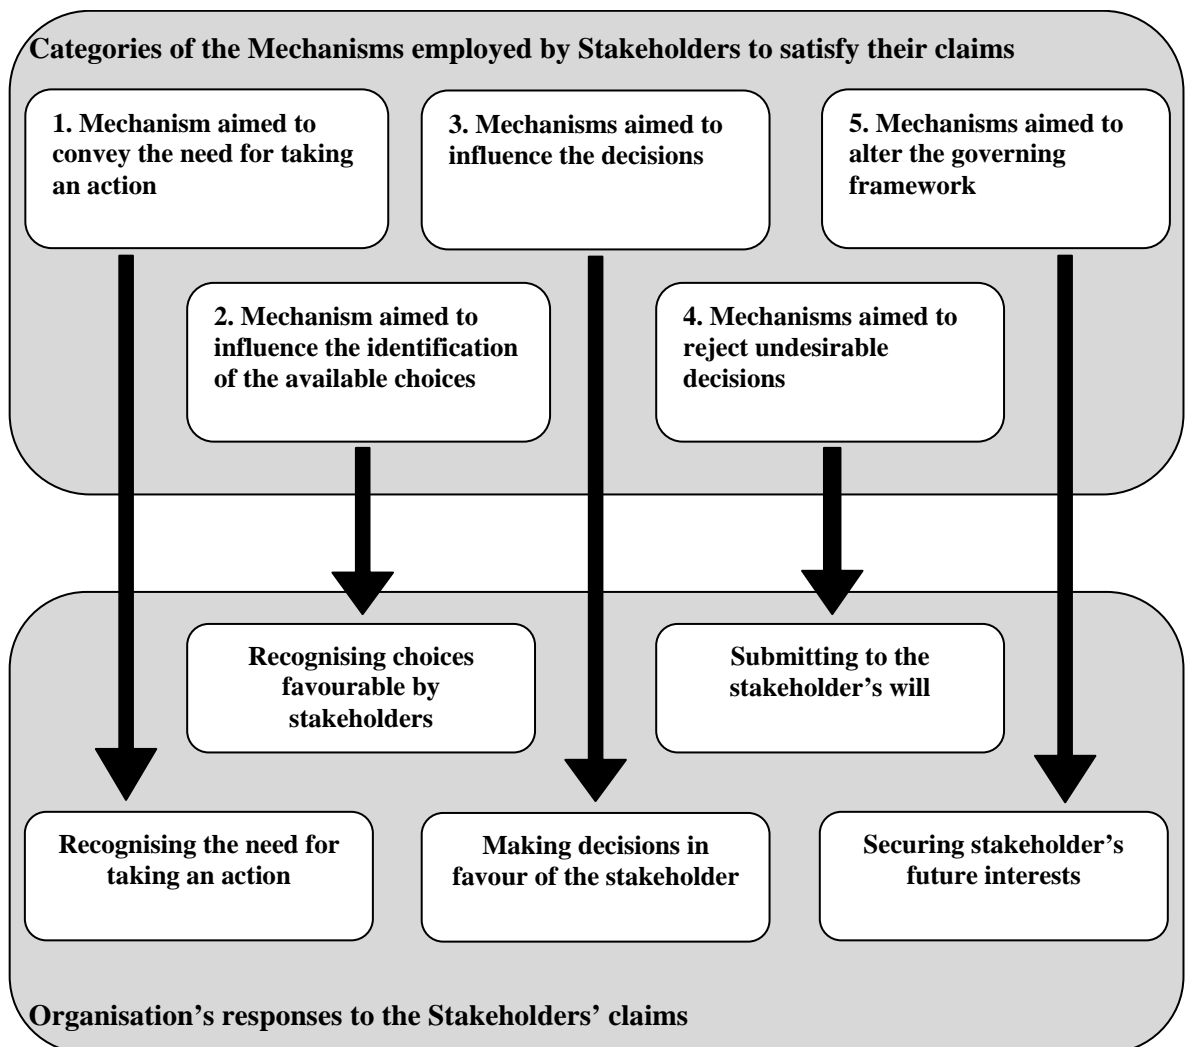 Categories of the Mechanisms employed by Stakeholders to satisfy their claims
1. Mechanism aimed to
convey the need for taking
an action
3. Mechanisms aimed to
influence the decisions
5. Mechanisms aimed to
alter the governing
framework
2. Mechanism aimed to
influence the identification
of the available choices
4. Mechanisms aimed to
reject undesirable
decisions
Recognising choices
favourable by
stakeholders
Submitting to the
stakeholder’s will
Recognising the need for
taking an action
Making decisions in
favour of the stakeholder
Securing stakeholder’s
future interests
Organisation’s responses to the Stakeholders’ claims